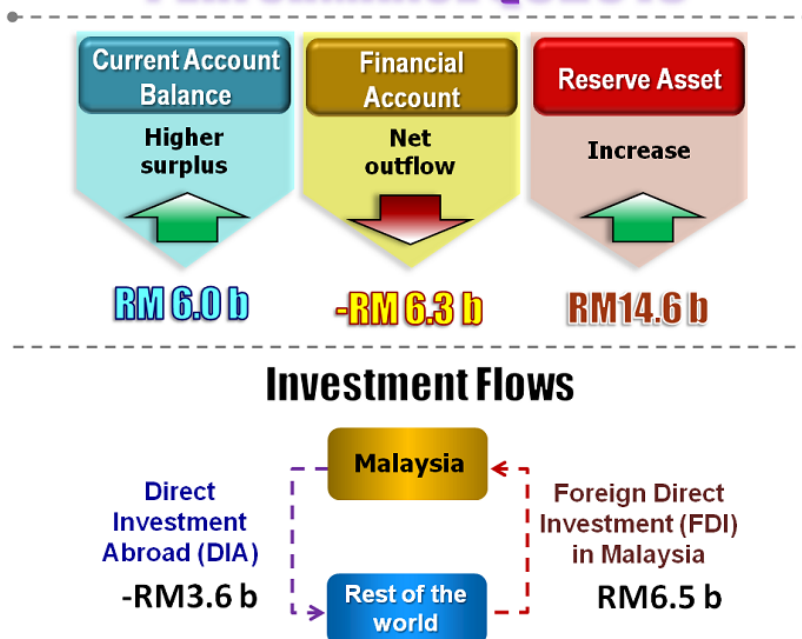 Current Account
Balance
Higher
surplus
RM 6.0 b
Financial
Account
Net
outflow
-RM 6.3 b
Reserve Asset
Increase
RM14.6 b
Investment Flows
Malaysia
Direct
Investment
Abroad (DIA)
-RM3.6 b
Foreign Direct
Investment (FDI)
in Malaysia
RM6.5 b
Rest of the
world